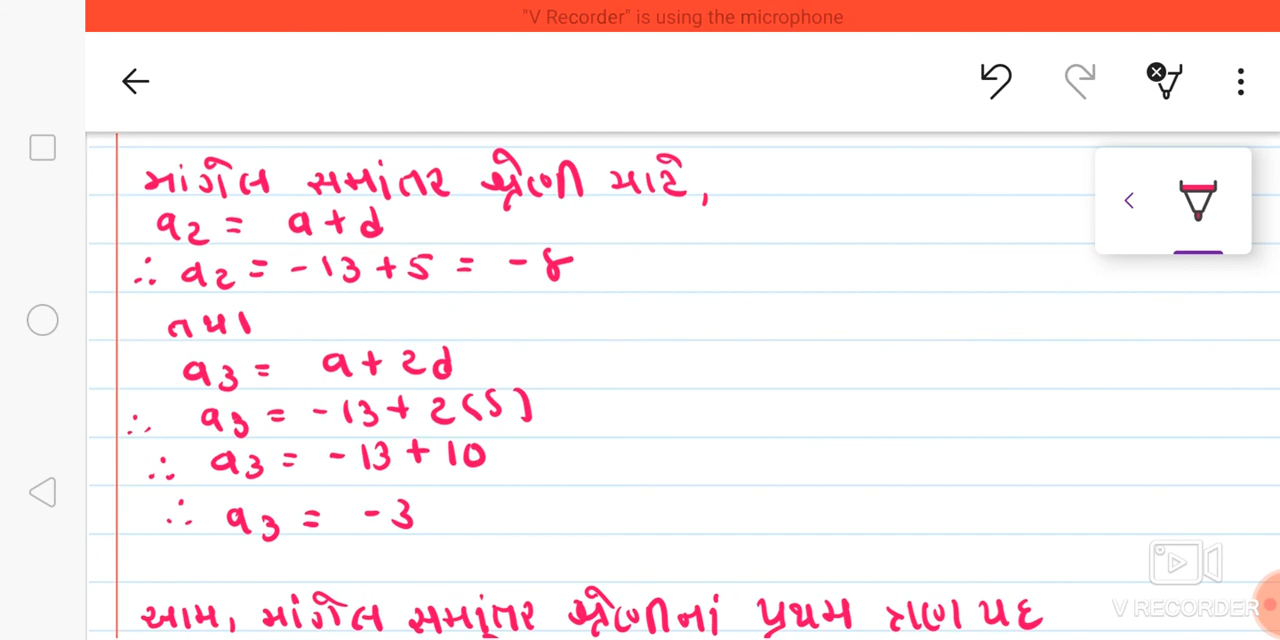 "V Recorder" is using the microphone
માંગેલ સમાંતર શ્રેણી માટે,
a2 = a + d
∴ a2 = -13 + 5 = -8
તથા
a3 = a + 2d
∴ a3 = -13 + 2(5)
∴ a3 = -13 + 10
∴ a3 = -3
આમ, માંગેલ સમાંતર શ્રેણીનાં પ્રથમ ત્રણ પદ
V RECORDER